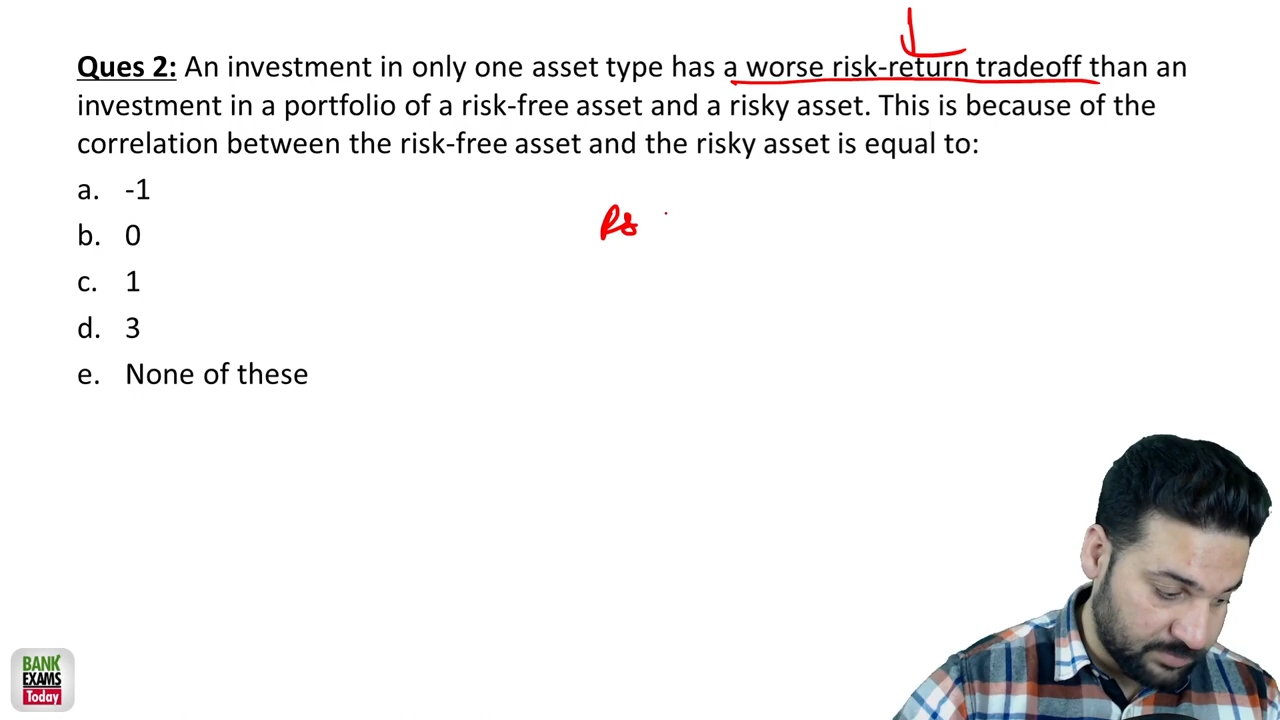 Ques 2: An investment in only one asset type has a worse risk-return tradeoff than an
investment in a portfolio of a risk-free asset and a risky asset. This is because of the
correlation between the risk-free asset and the risky asset is equal to:
a. -1
b. 0
c. 1
d. 3
e. None of these
BANK
EXAMS
Today